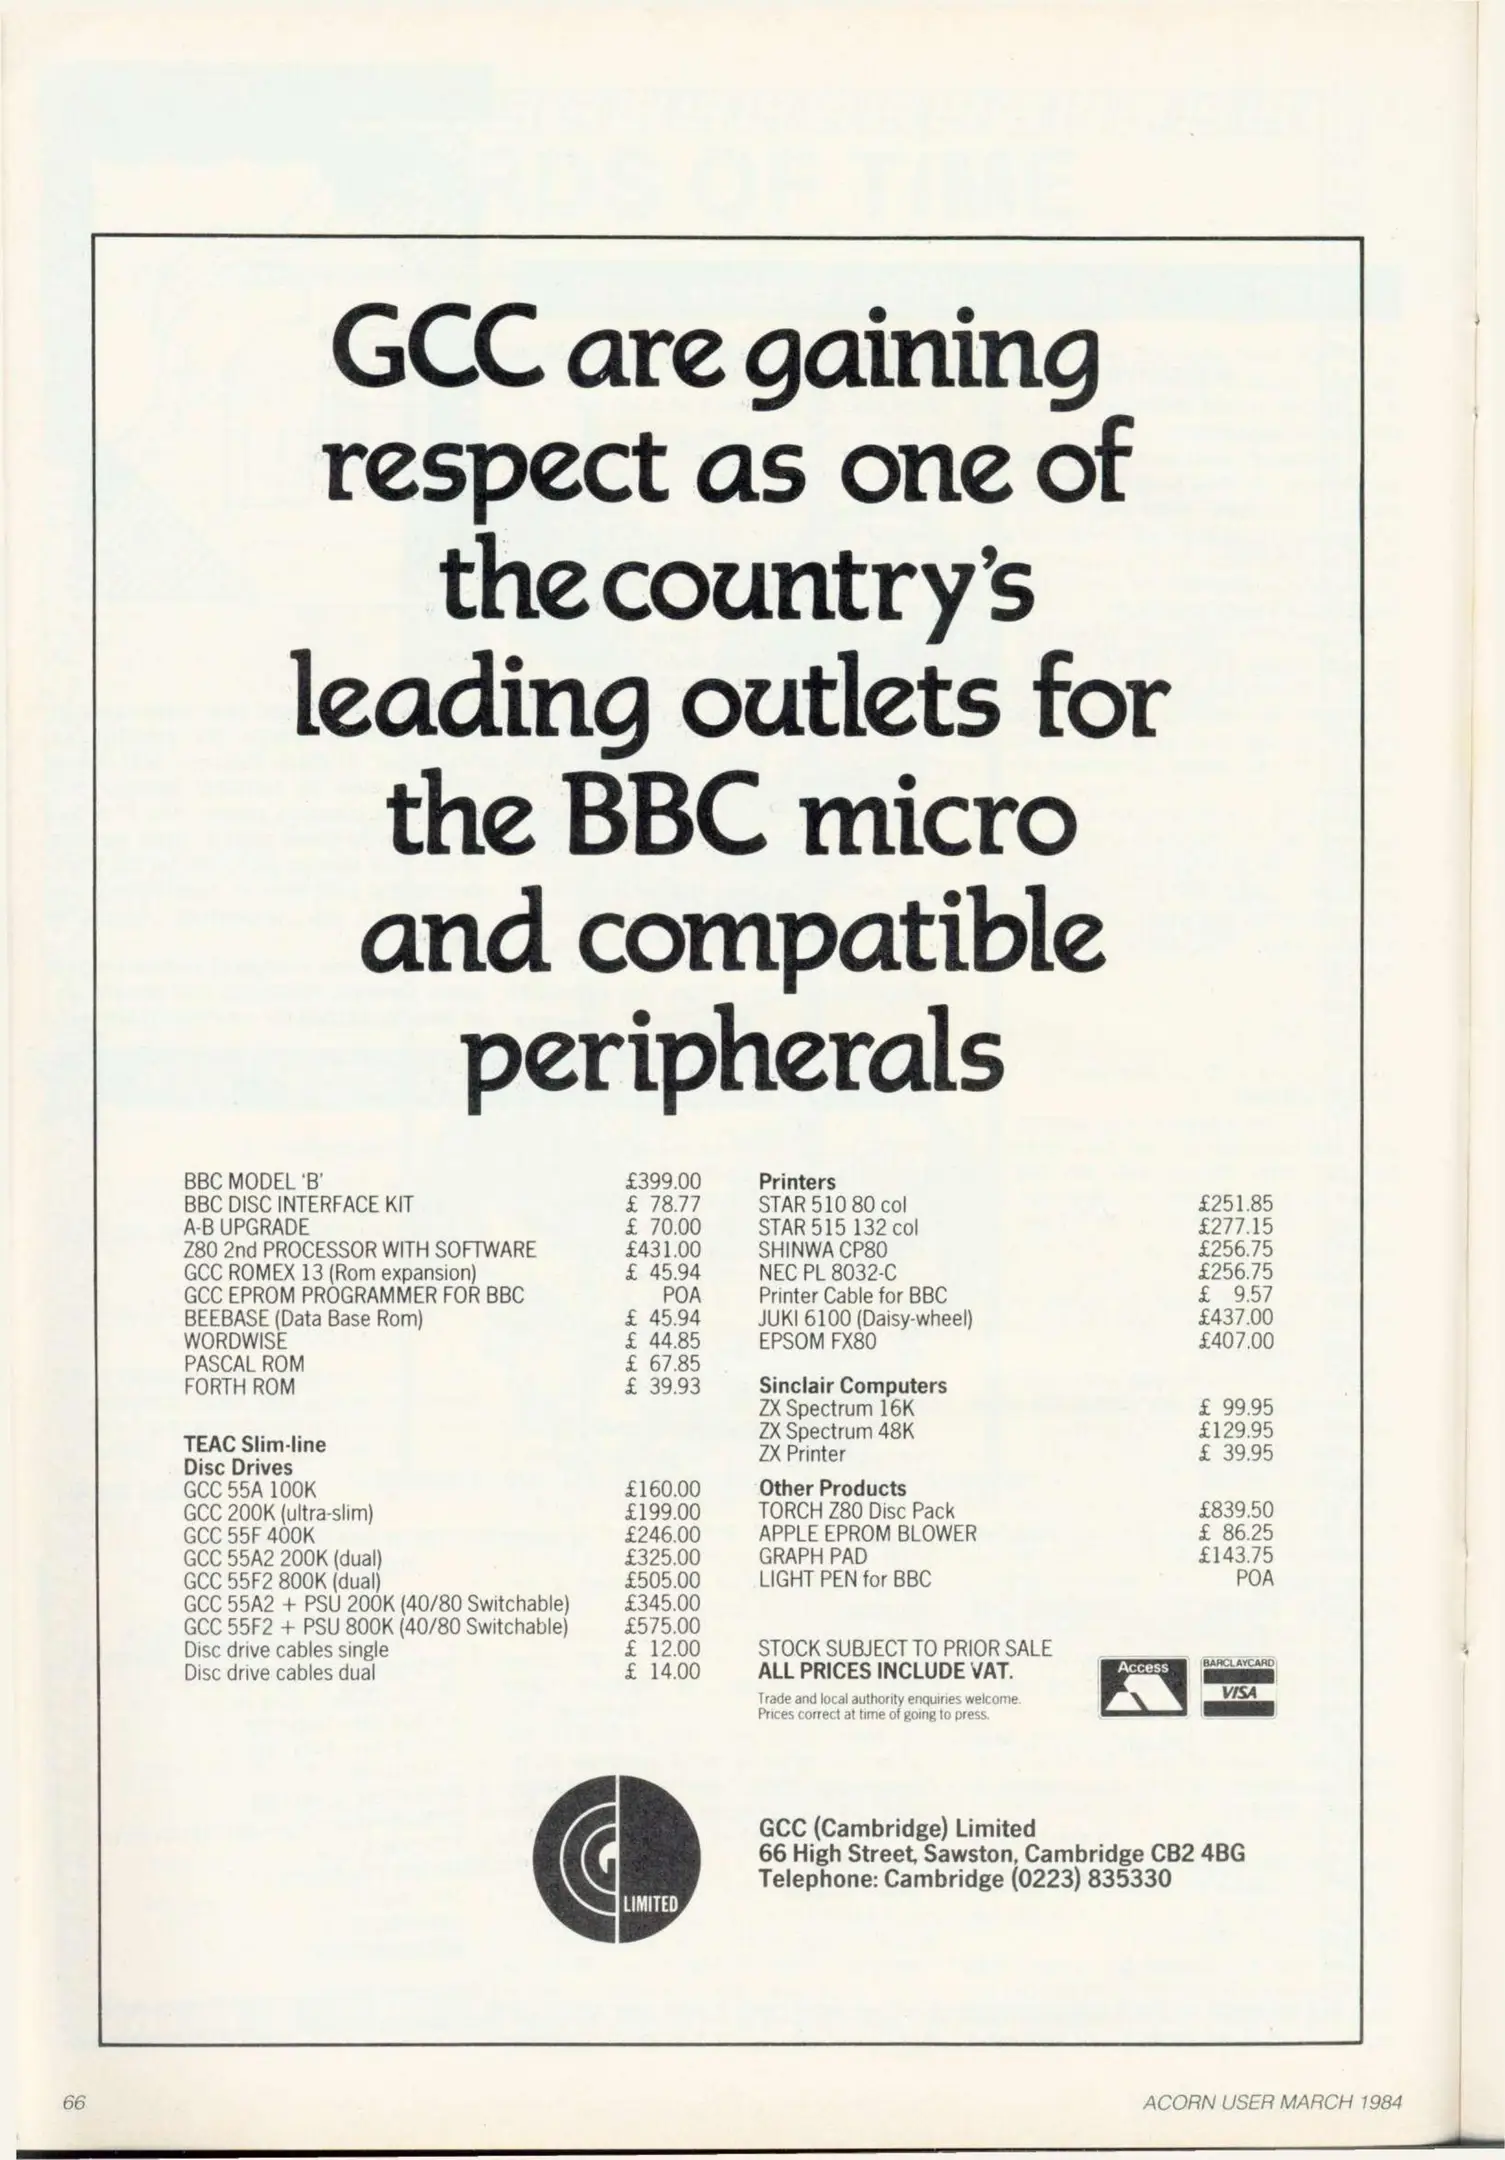 GCC are gaining
respect as one of
the country's
leading outlets for
the BBC micro
and compatible
peripherals
BBC MODEL 'B' £399.00
BBC DISC INTERFACE KIT £ 78.77
A-B UPGRADE £ 70.00
Z80 2nd PROCESSOR WITH SOFTWARE £431.00
GCC ROMEX 13 (Rom expansion) £ 45.94
GCC EPROM PROGRAMMER FOR BBC POA
BEEBASE (Data Base Rom) £ 45.94
WORDWISE £ 44.85
PASCAL ROM £ 67.85
FORTH ROM £ 39.93
TEAC Slim-line
Disc Drives
GCC 55A 100K £160.00
GCC 200K (ultra-slim) £199.00
GCC 55F 400K £246.00
GCC 55A2 200K (dual) £325.00
GCC 55F2 800K (dual) £505.00
GCC 55A2 + PSU 200K (40/80 Switchable) £345.00
GCC 55F2 + PSU 800K (40/80 Switchable) £575.00
Disc drive cables single £ 12.00
Disc drive cables dual £ 14.00
Printers
STAR 510 80 col £251.85
STAR 515 132 col £277.15
SHINWA CP80 £256.75
NEC PL 8032-C £256.75
Printer Cable for BBC £ 9.57
JUKI 6100 (Daisy-wheel) £437.00
EPSOM FX80 £407.00
Sinclair Computers
ZX Spectrum 16K £ 99.95
ZX Spectrum 48K £129.95
ZX Printer £ 39.95
Other Products
TORCH Z80 Disc Pack £839.50
APPLE EPROM BLOWER £ 86.25
GRAPH PAD £143.75
LIGHT PEN for BBC POA
STOCK SUBJECT TO PRIOR SALE
ALL PRICES INCLUDE VAT.
Trade and local authority enquiries welcome.
Prices correct at time of going to press.
Access
BARCLAYCARD
VISA
GCC
LIMITED
GCC (Cambridge) Limited
66 High Street, Sawston, Cambridge CB2 4BG
Telephone: Cambridge (0223) 835330
66
ACORN USER MARCH 1984